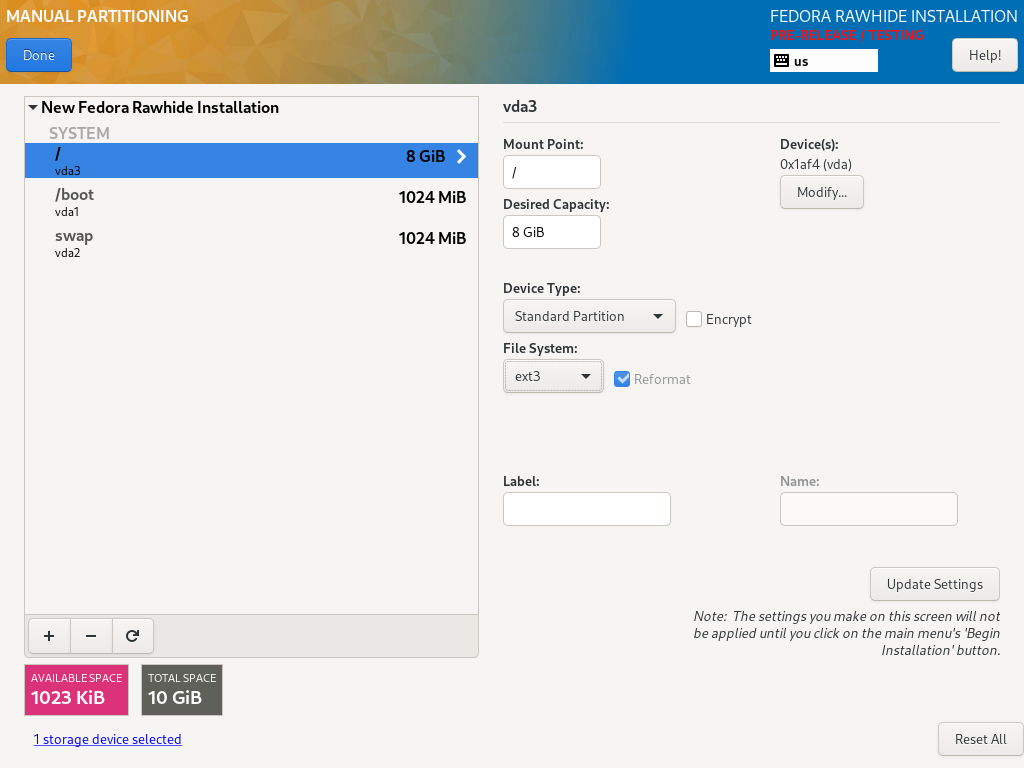 MANUAL PARTITIONING
Done
FEDORA RAWHIDE INSTALLATION
PRE-RELEASE / TESTING
us
Help!
New Fedora Rawhide Installation
SYSTEM
/
8 GiB
vda3
/boot
1024 MiB
vda1
swap
1024 MiB
vda2
+
−
AVAILABLE SPACE
1023 KiB
TOTAL SPACE
10 GiB
1 storage device selected
vda3
Mount Point:
/
Desired Capacity:
8 GiB
Device(s):
0x1af4 (vda)
Modify...
Device Type:
Standard Partition
Encrypt
File System:
ext3
Reformat
Label:
Name:
Update Settings
Note:  The settings you make on this screen will not
be applied until you click on the main menu's 'Begin
Installation' button.
Reset All